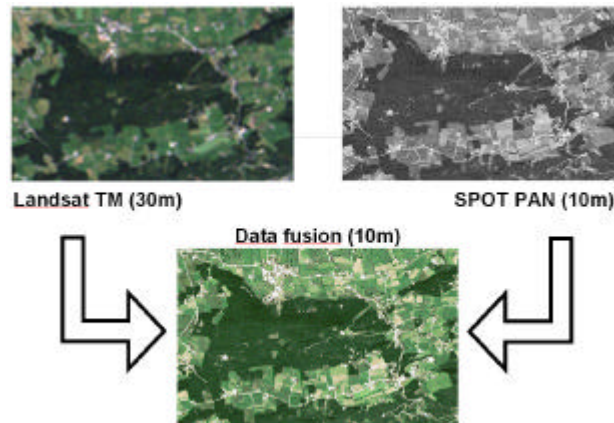 Landsat TM (30m)
SPOT PAN (10m)
Data fusion (10m)